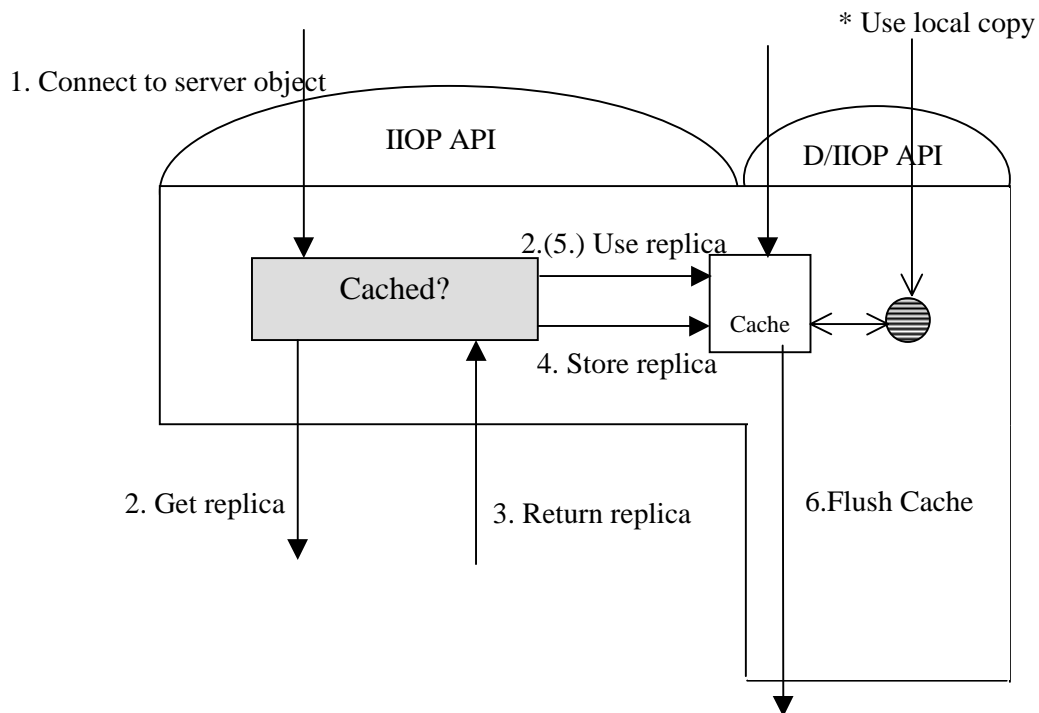 * Use local copy
1. Connect to server object
IIOP API
D/IIOP API
2.(5.) Use replica
Cached?
Cache
4. Store replica
2. Get replica
3. Return replica
6.Flush Cache